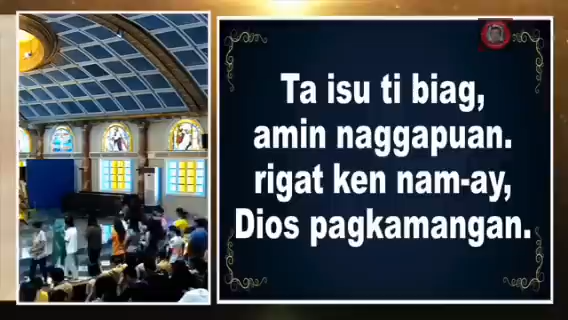 Ta isu ti biag,
amin naggapuan.
rigat ken nam-ay,
Dios pagkamangan.